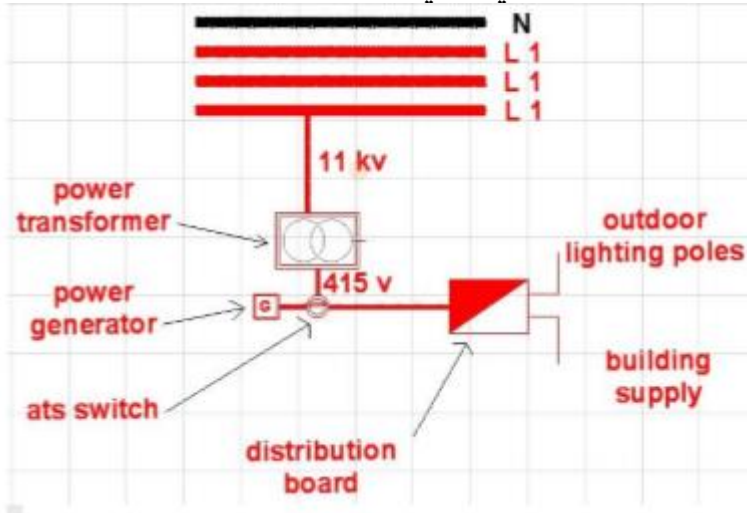 N
L 1
L 1
L 1
11 kv
power
transformer
415 v
outdoor
lighting poles
power
generator
G
ats switch
building
supply
distribution
board